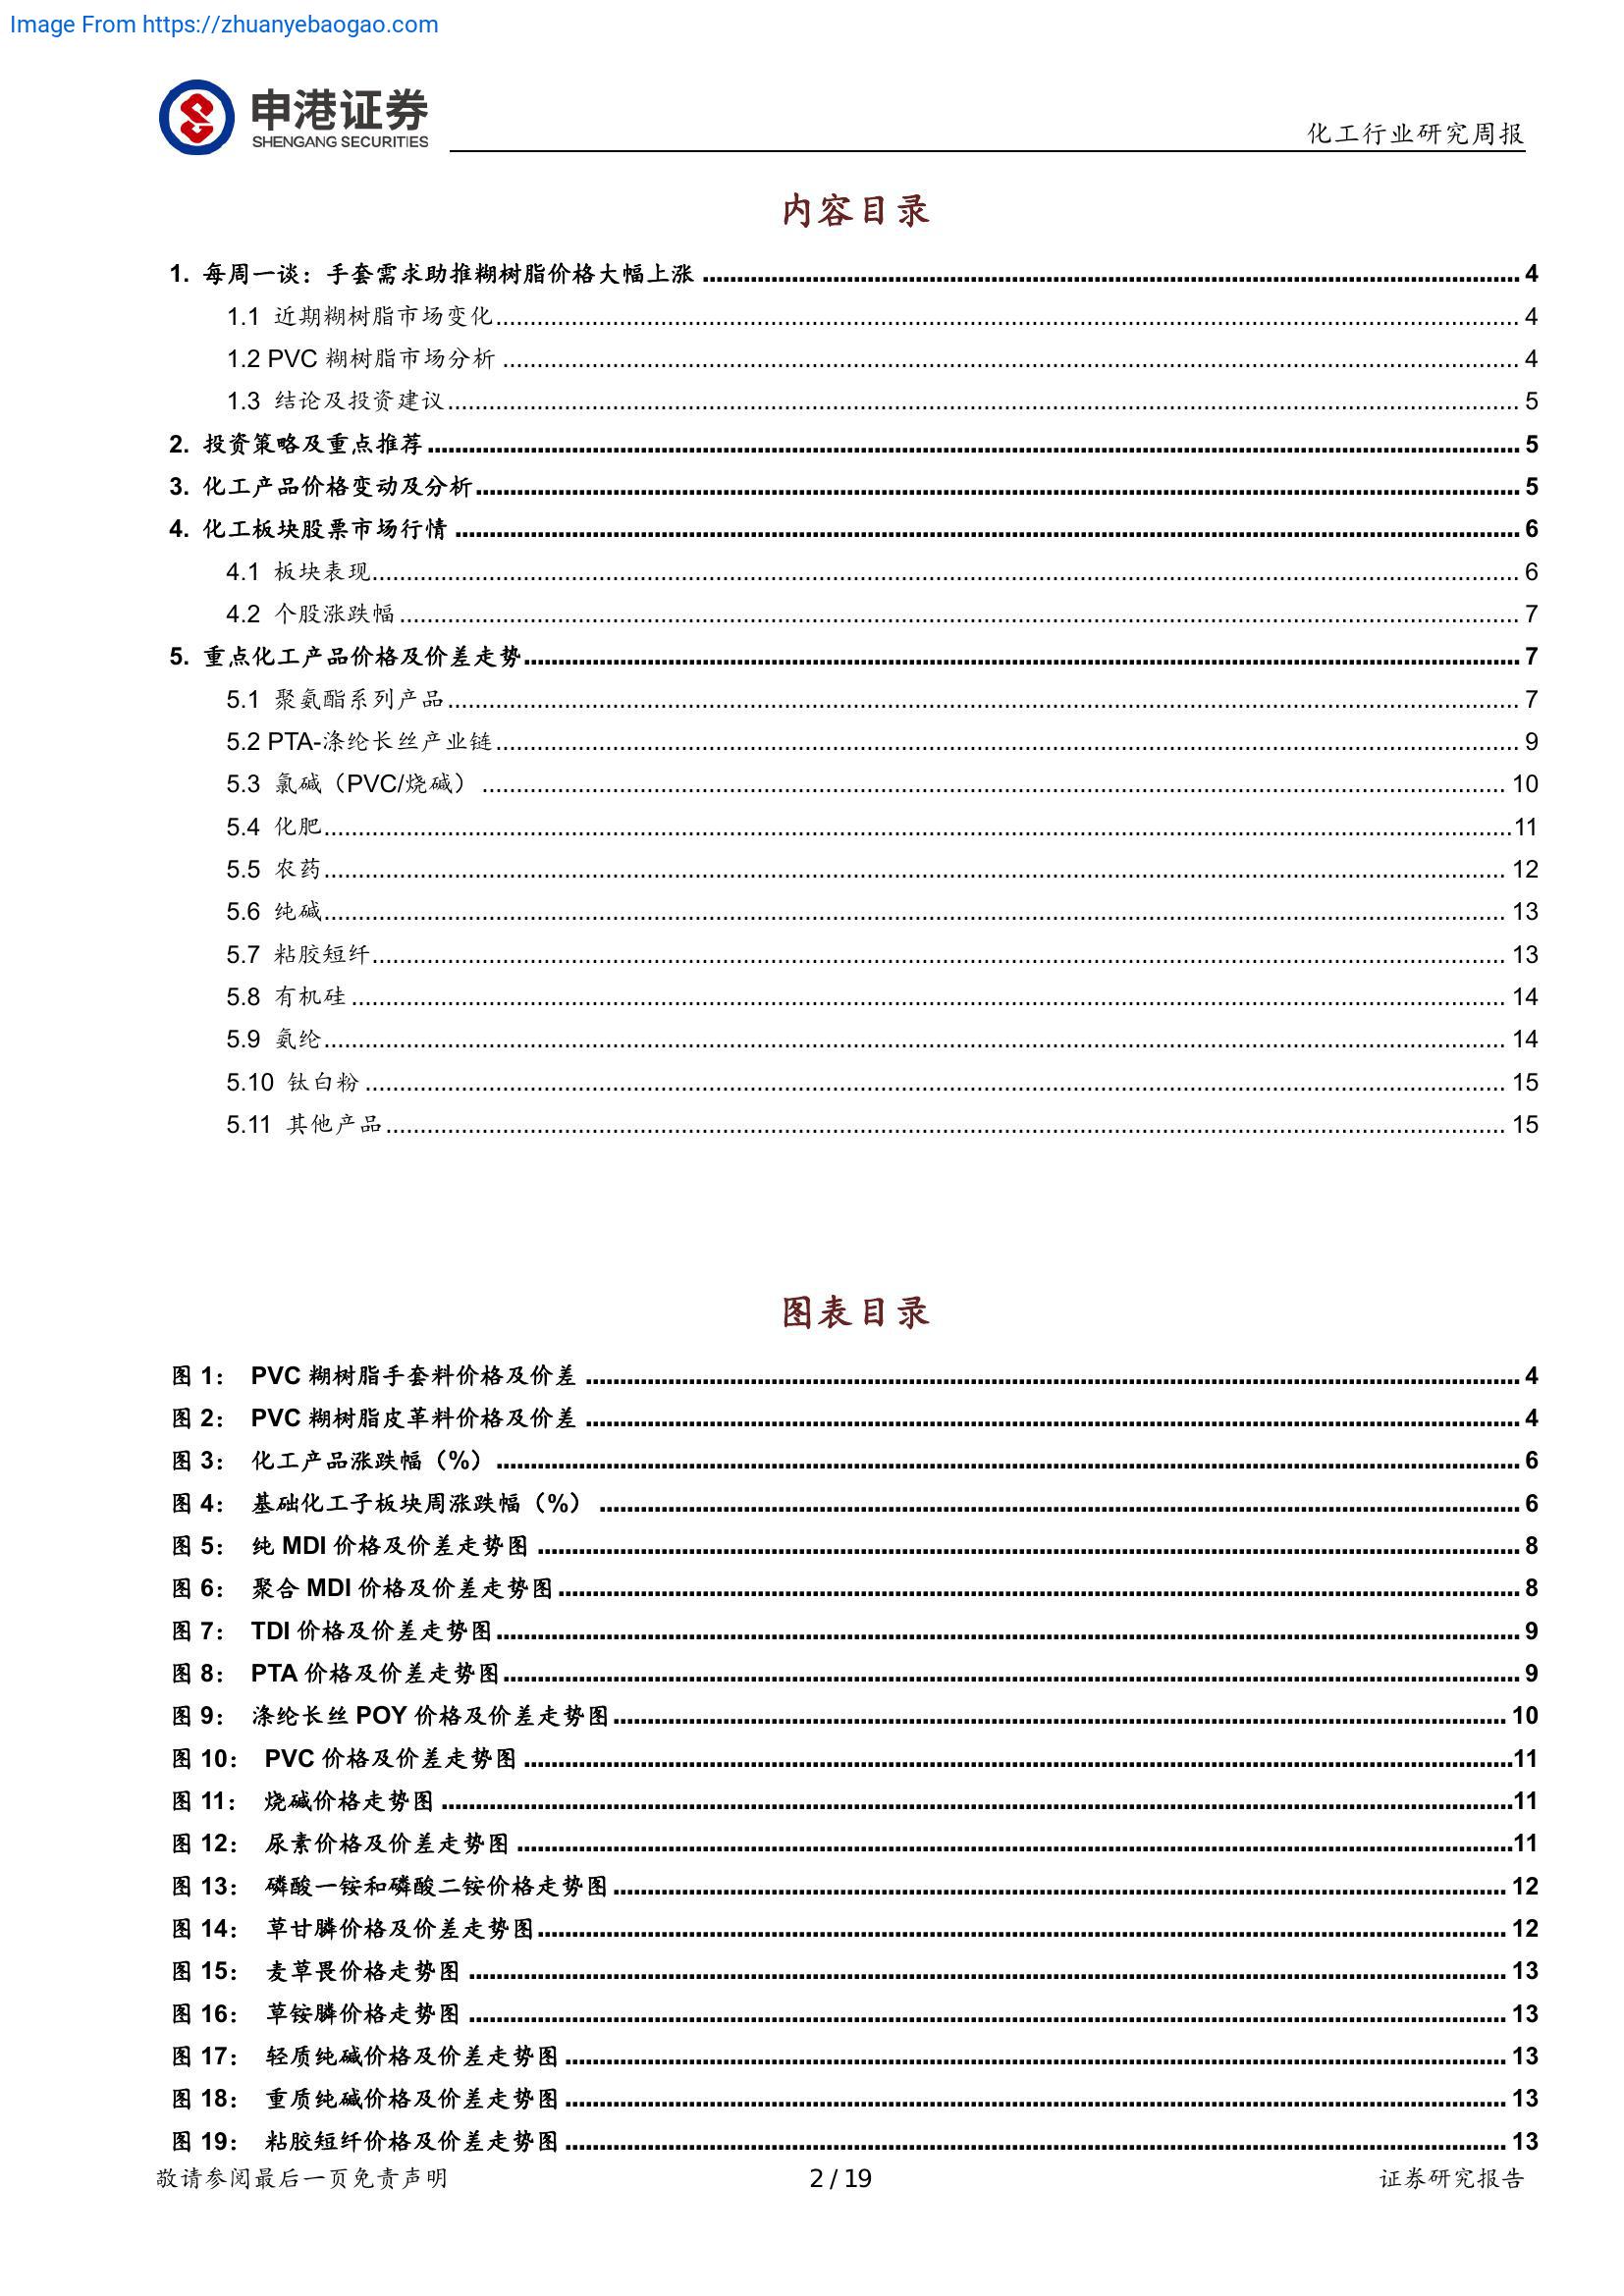 Image From https://zhuanyebaogao.com
申港证券
SHENGANG SECURITIES
化工行业研究周报
内容目录
1. 每周一谈：手套需求助推糊树脂价格大幅上涨 4
1.1 近期糊树脂市场变化 4
1.2 PVC 糊树脂市场分析 4
1.3 结论及投资建议 5
2. 投资策略及重点推荐 5
3. 化工产品价格变动及分析 5
4. 化工板块股票市场行情 6
4.1 板块表现 6
4.2 个股涨跌幅 7
5. 重点化工产品价格及价差走势 7
5.1 聚氨酯系列产品 7
5.2 PTA-涤纶长丝产业链 9
5.3 氯碱（PVC/烧碱） 10
5.4 化肥 11
5.5 农药 12
5.6 纯碱 13
5.7 粘胶短纤 13
5.8 有机硅 14
5.9 氨纶 14
5.10 钛白粉 15
5.11 其他产品 15
图表目录
图 1： PVC 糊树脂手套料价格及价差 4
图 2： PVC 糊树脂皮革料价格及价差 4
图 3： 化工产品涨跌幅（%） 6
图 4： 基础化工子板块周涨跌幅（%） 6
图 5： 纯 MDI 价格及价差走势图 8
图 6： 聚合 MDI 价格及价差走势图 8
图 7： TDI 价格及价差走势图 9
图 8： PTA 价格及价差走势图 9
图 9： 涤纶长丝 POY 价格及价差走势图 10
图 10： PVC 价格及价差走势图 11
图 11： 烧碱价格走势图 11
图 12： 尿素价格及价差走势图 11
图 13： 磷酸一铵和磷酸二铵价格走势图 12
图 14： 草甘膦价格及价差走势图 12
图 15： 麦草畏价格走势图 13
图 16： 草铵膦价格走势图 13
图 17： 轻质纯碱价格及价差走势图 13
图 18： 重质纯碱价格及价差走势图 13
图 19： 粘胶短纤价格及价差走势图 13
敬请参阅最后一页免责声明 2 / 19 证券研究报告